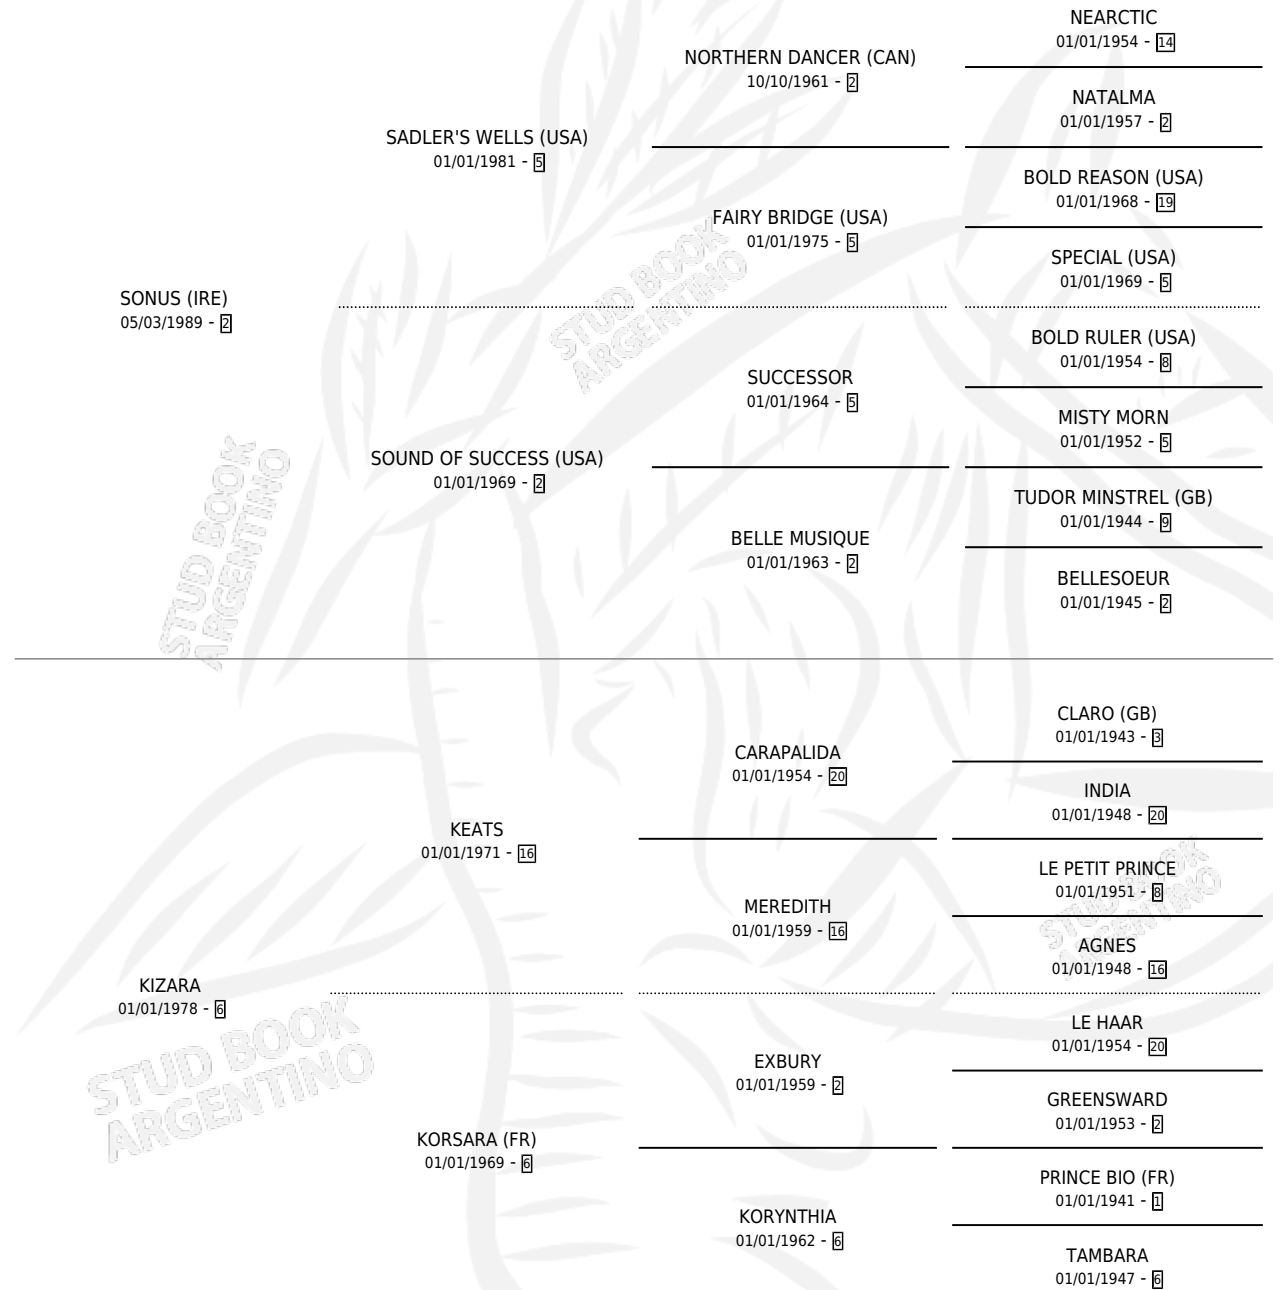 NEARCTIC
01/01/1954 - 14
NORTHERN DANCER (CAN)
10/10/1961 - 2
NATALMA
01/01/1957 - 2
SADLER'S WELLS (USA)
01/01/1981 - 5
BOLD REASON (USA)
01/01/1968 - 19
FAIRY BRIDGE (USA)
01/01/1975 - 5
SPECIAL (USA)
01/01/1969 - 5
SONUS (IRE)
05/03/1989 - 2
STUD BOOK
ARGENTINO
BOLD RULER (USA)
01/01/1954 - 8
SUCCESSOR
01/01/1964 - 5
MISTY MORN
01/01/1952 - 5
SOUND OF SUCCESS (USA)
01/01/1969 - 2
TUDOR MINSTREL (GB)
01/01/1944 - 9
BELLE MUSIQUE
01/01/1963 - 2
BELLESOEUR
01/01/1945 - 2
STUD BOOK
ARGENTINO
CLARO (GB)
01/01/1943 - 3
CARAPALIDA
01/01/1954 - 20
INDIA
01/01/1948 - 20
KEATS
01/01/1971 - 16
LE PETIT PRINCE
01/01/1951 - 8
MEREDITH
01/01/1959 - 16
AGNES
01/01/1948 - 16
STUD BOOK
ARGENTINO
KIZARA
01/01/1978 - 6
LE HAAR
01/01/1954 - 20
EXBURY
01/01/1959 - 2
GREENSWARD
01/01/1953 - 2
STUD BOOK
ARGENTINO
KORSARA (FR)
01/01/1969 - 6
PRINCE BIO (FR)
01/01/1941 - 1
KORYNTHIA
01/01/1962 - 6
TAMBARA
01/01/1947 - 6